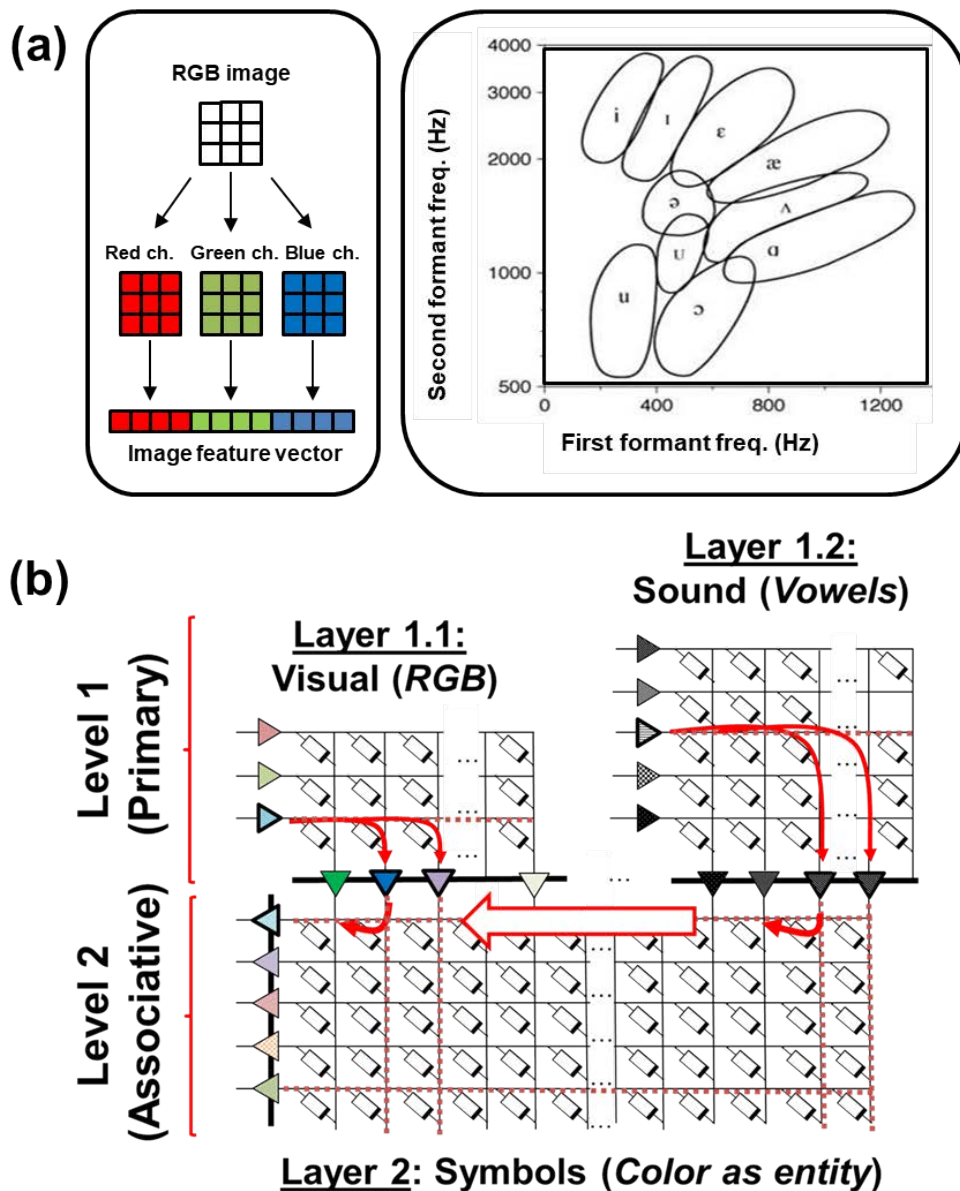 (a)
RGB image
Red ch. Green ch. Blue ch.
Image feature vector
Second formant freq. (Hz)
4000
3000
2000
1000
500
0 400 800 1200
First formant freq. (Hz)
i
ɪ
ɛ
æ
ə
ʌ
ɑ
U
u
ɔ
(b)
Layer 1.2:
Sound (Vowels)
Layer 1.1:
Visual (RGB)
Level 1
(Primary)
Level 2
(Associative)
...
...
...
...
...
...
...
...
...
...
...
...
Layer 2: Symbols (Color as entity)